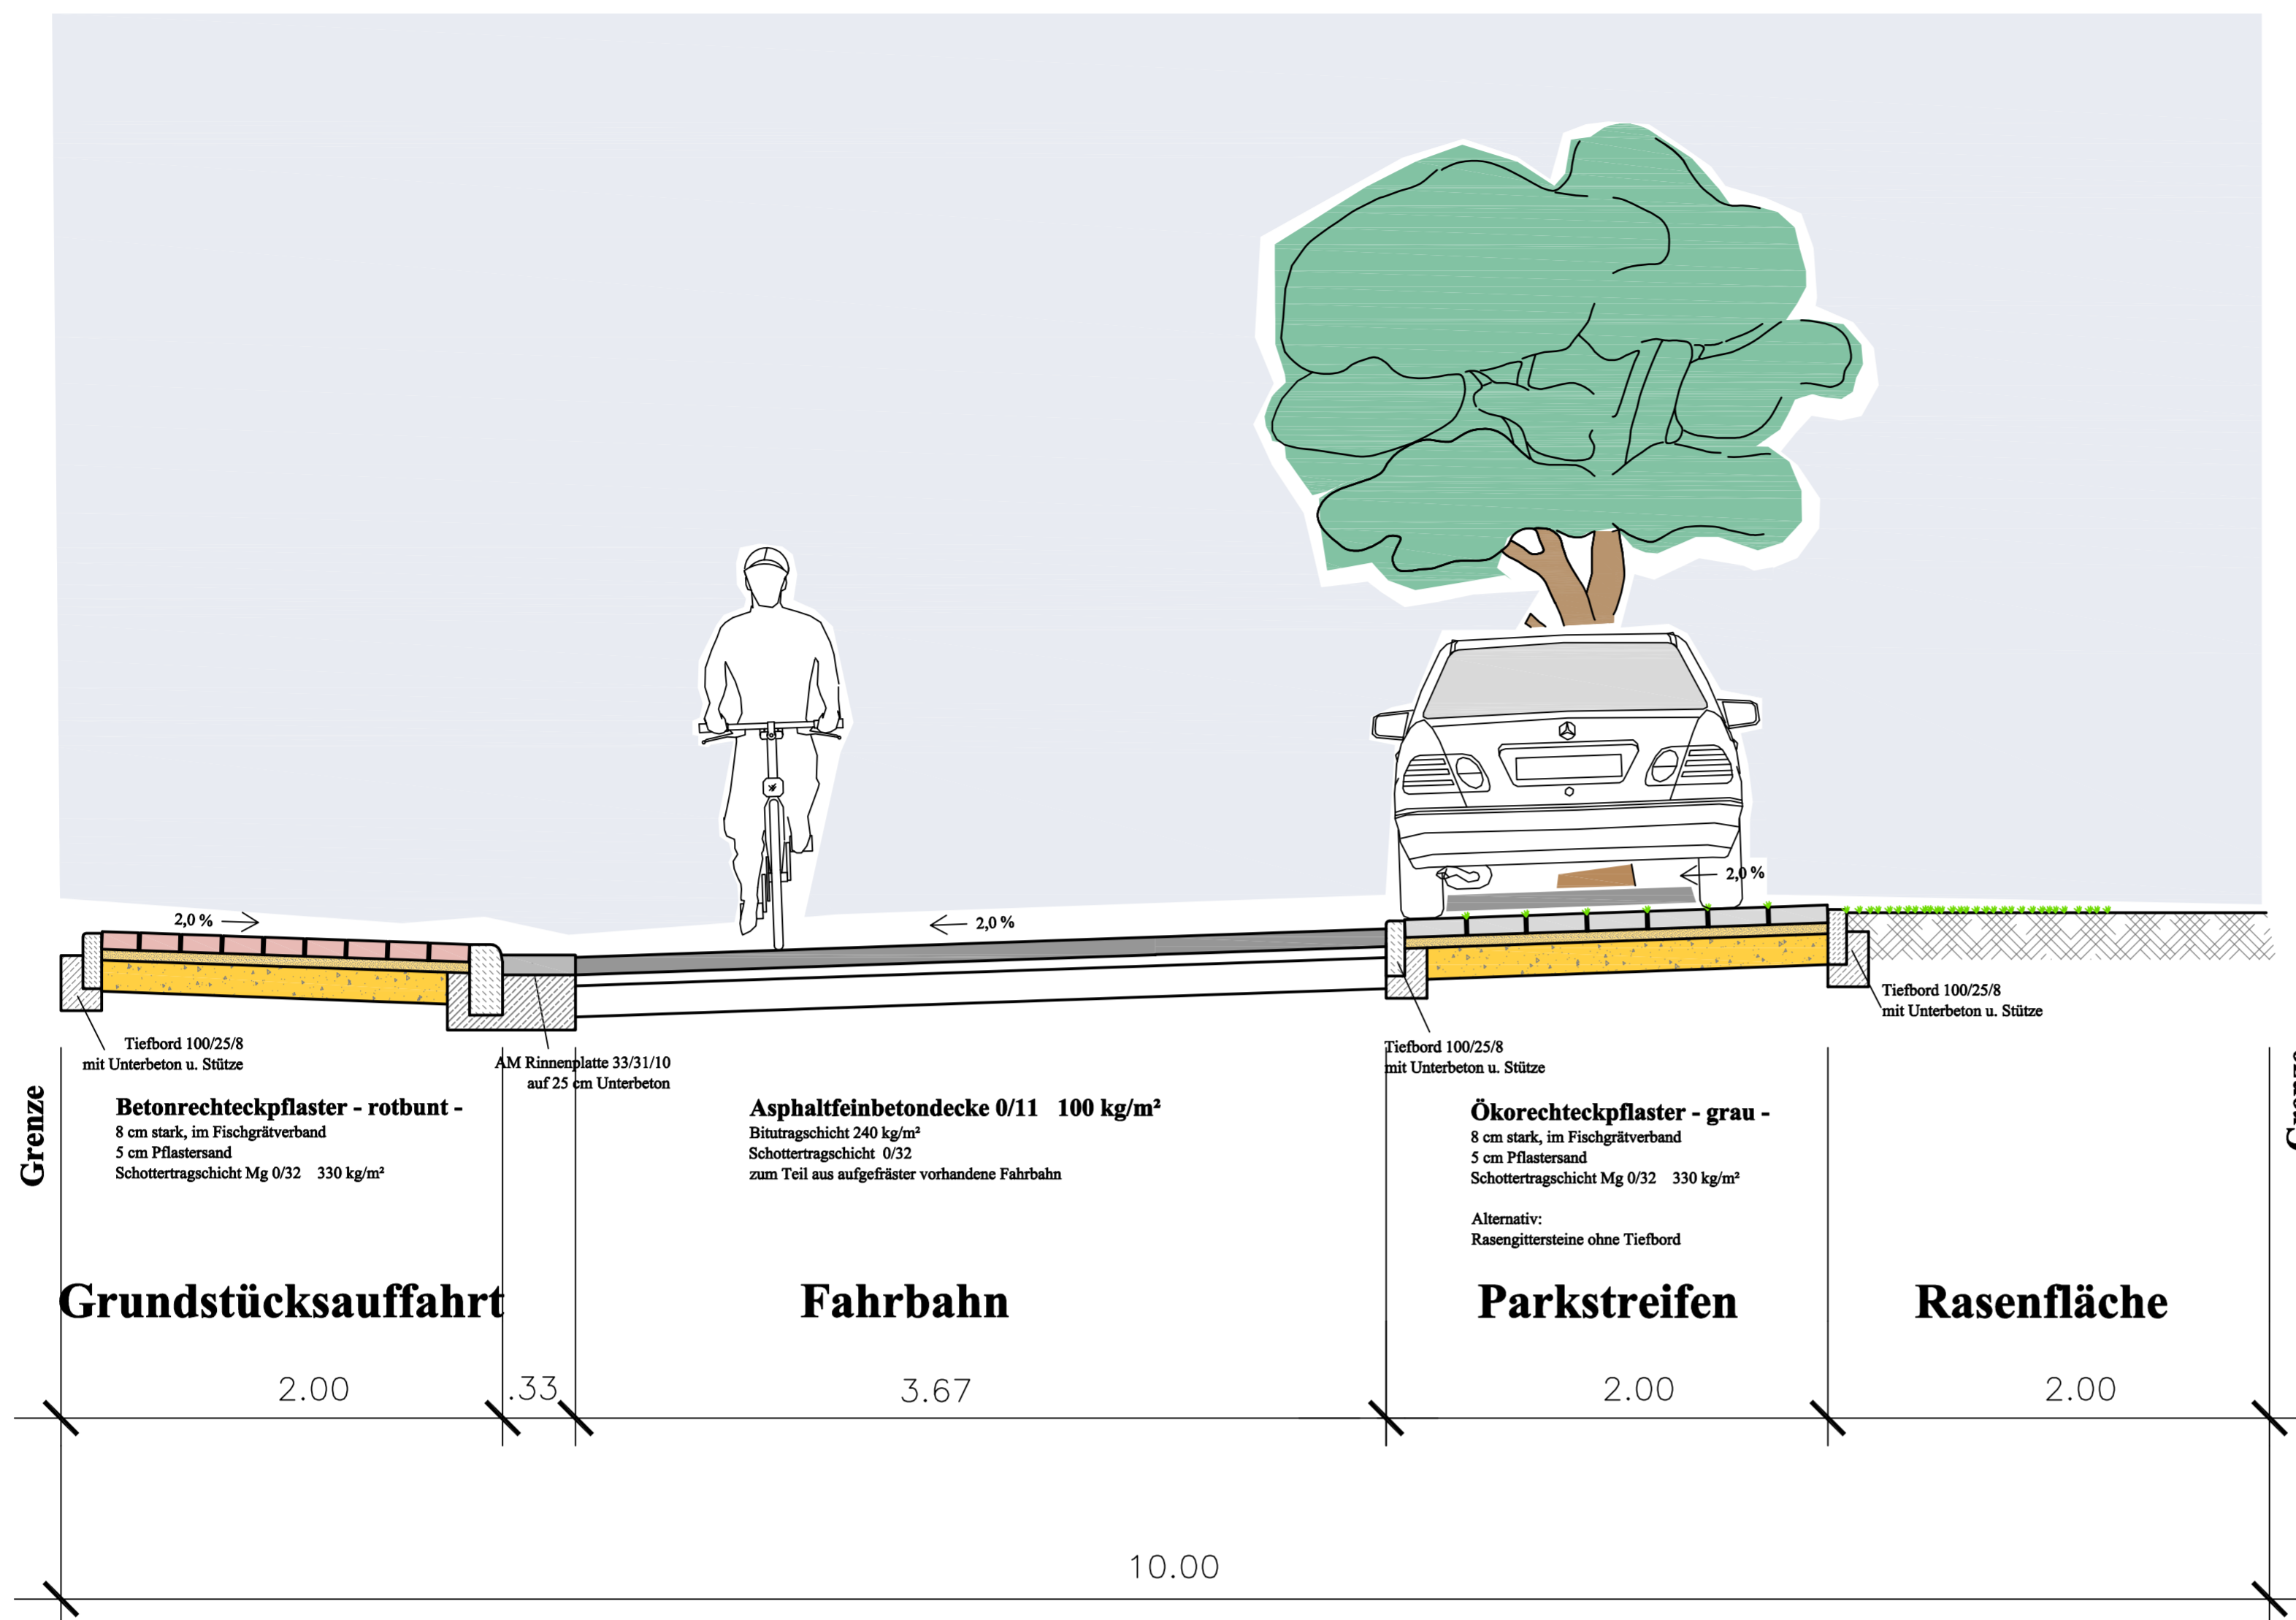 2,0 %
2,0 %
2,0 %
Tiefbord 100/25/8
mit Unterbeton u. Stütze
AM Rinnenplatte 33/31/10
auf 25 cm Unterbeton
Tiefbord 100/25/8
mit Unterbeton u. Stütze
Tiefbord 100/25/8
mit Unterbeton u. Stütze
Grenze
Betonrechteckpflaster - rotbunt -
8 cm stark, im Fischgrätverband
5 cm Pflastersand
Schottertragschicht Mg 0/32 330 kg/m²
Asphaltfeinbetondecke 0/11 100 kg/m²
Bitutragschicht 240 kg/m²
Schottertragschicht 0/32
zum Teil aus aufgefräster vorhandene Fahrbahn
Ökorechteckpflaster - grau -
8 cm stark, im Fischgrätverband
5 cm Pflastersand
Schottertragschicht Mg 0/32 330 kg/m²
Alternativ:
Rasengittersteine ohne Tiefbord
Grundstücksauffahrt
Fahrbahn
Parkstreifen
Rasenfläche
2.00
.33
3.67
2.00
2.00
10.00